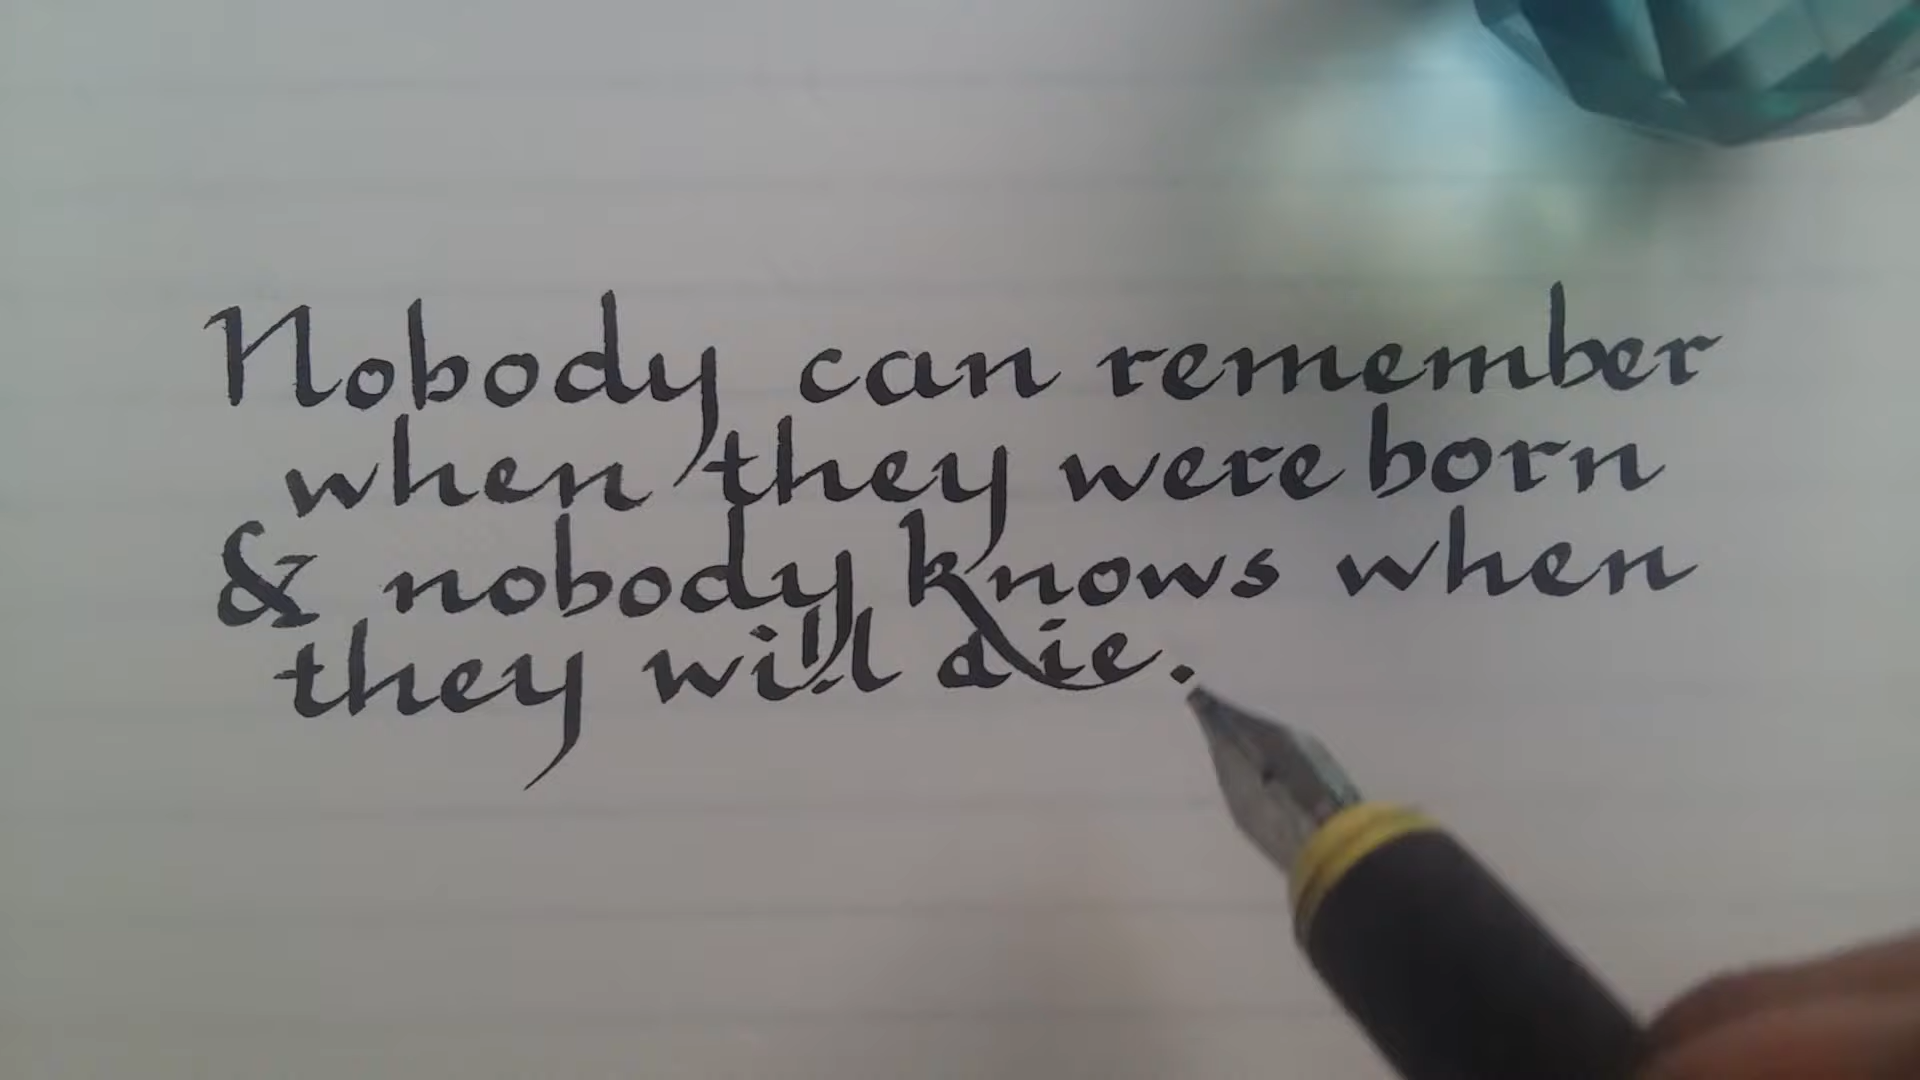 Nobody can remember
when they were born
& nobody knows when
they will die.